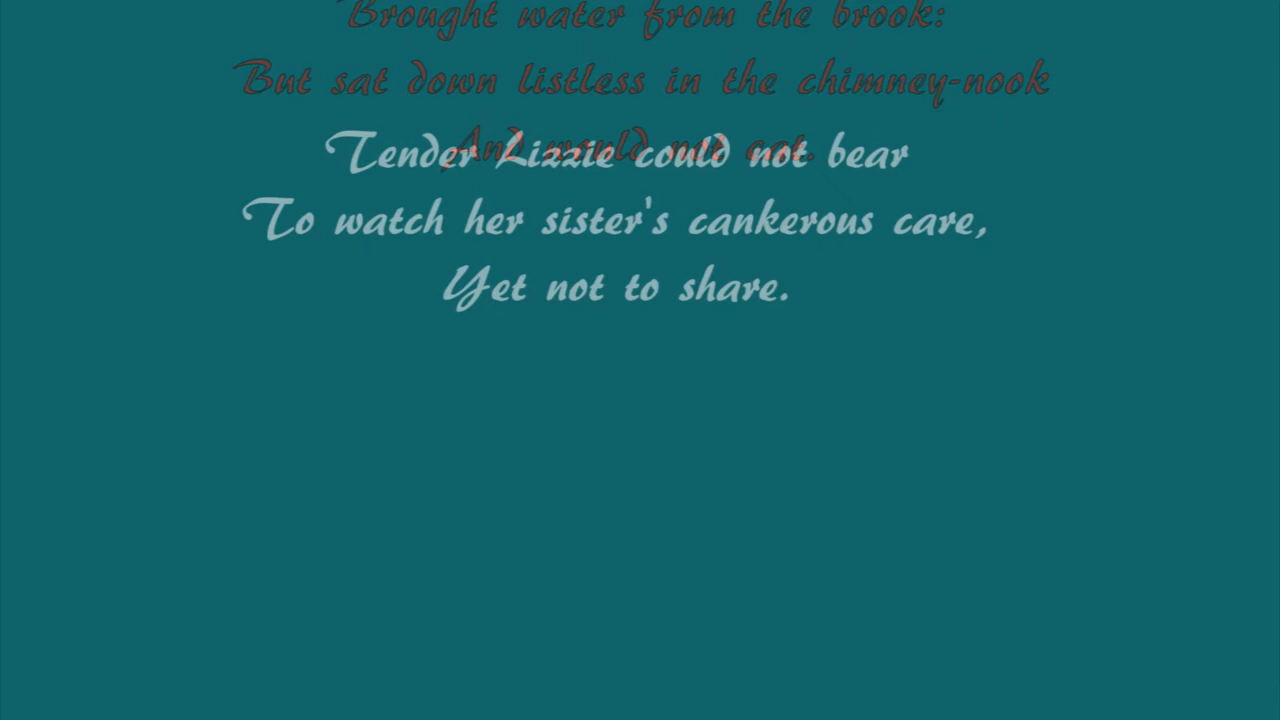 Brought water from the brook:
But sat down listless in the chimney-nook
And would not eat.
Tender Lizzie could not bear
To watch her sister's cankerous care,
Yet not to share.